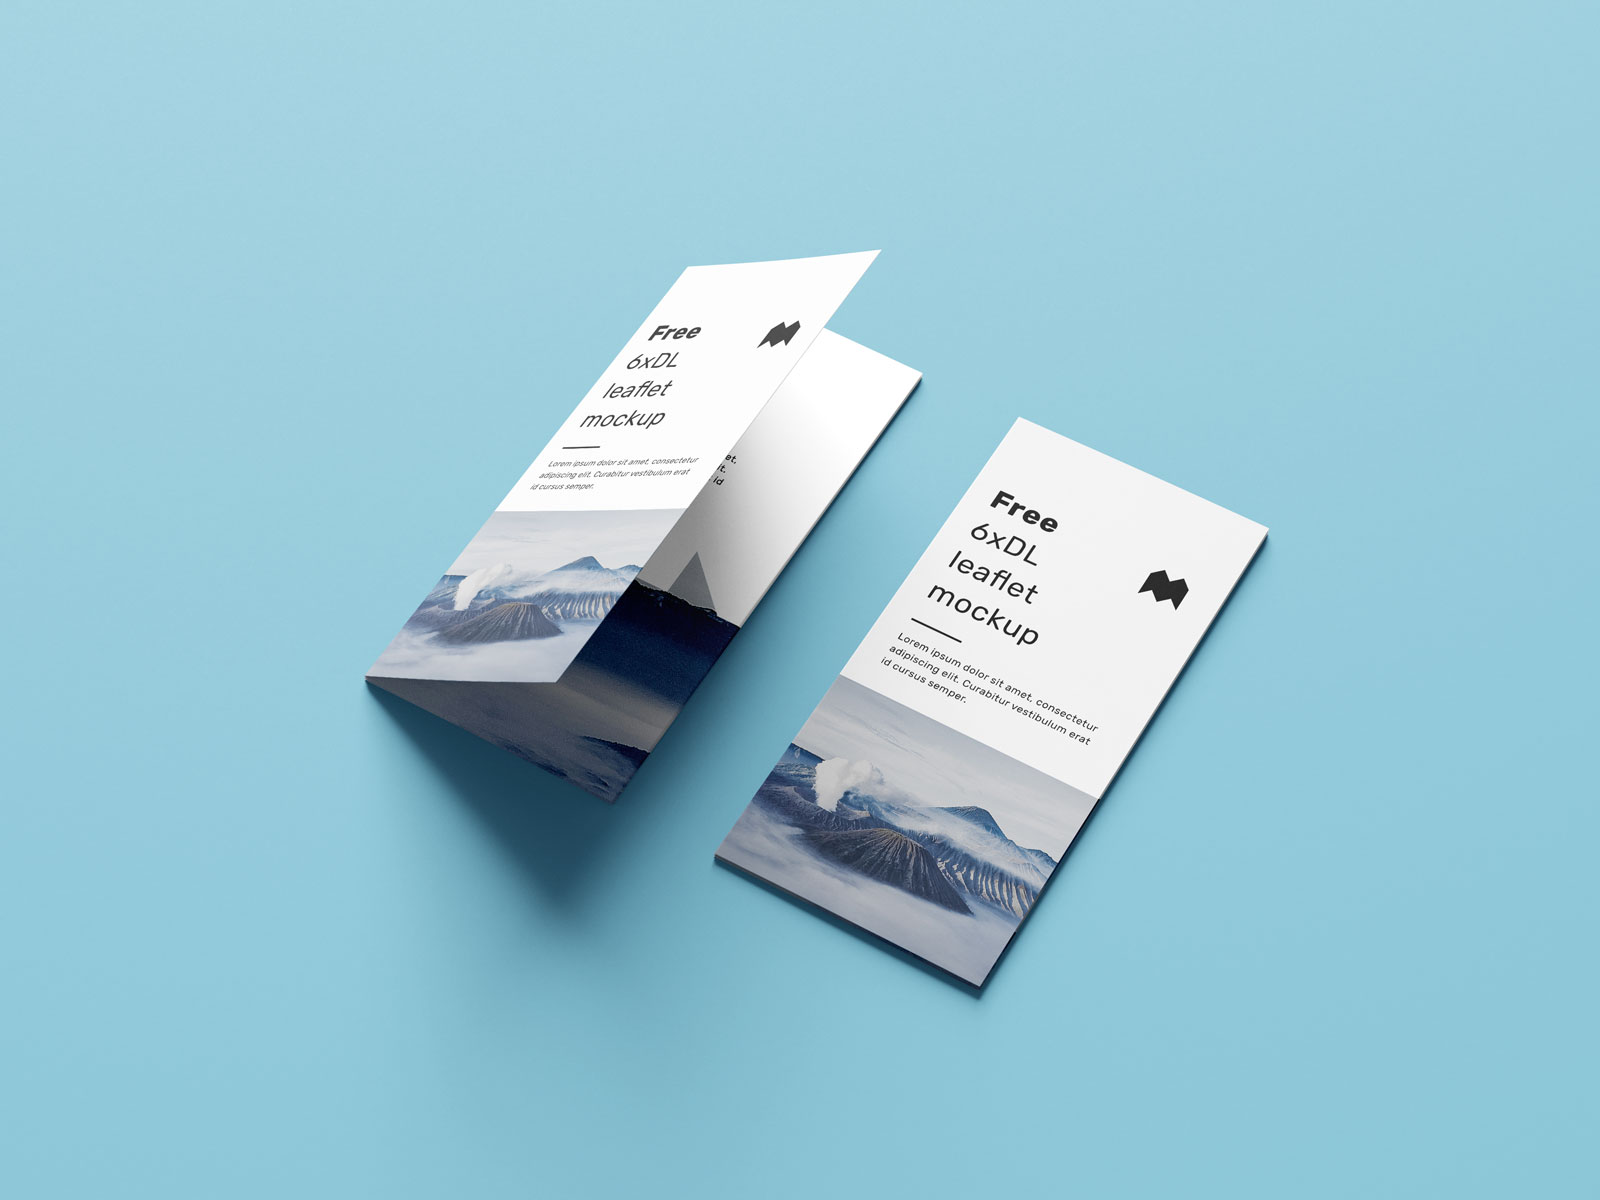 Free
6xDL
leaflet
mockup
Lorem ipsum dolor sit amet, consectetur
adipiscing elit. Curabitur vestibulum erat
id cursus semper.
et,
it.
id
Free
6xDL
leaflet
mockup
Lorem ipsum dolor sit amet, consectetur
adipiscing elit. Curabitur vestibulum erat
id cursus semper.